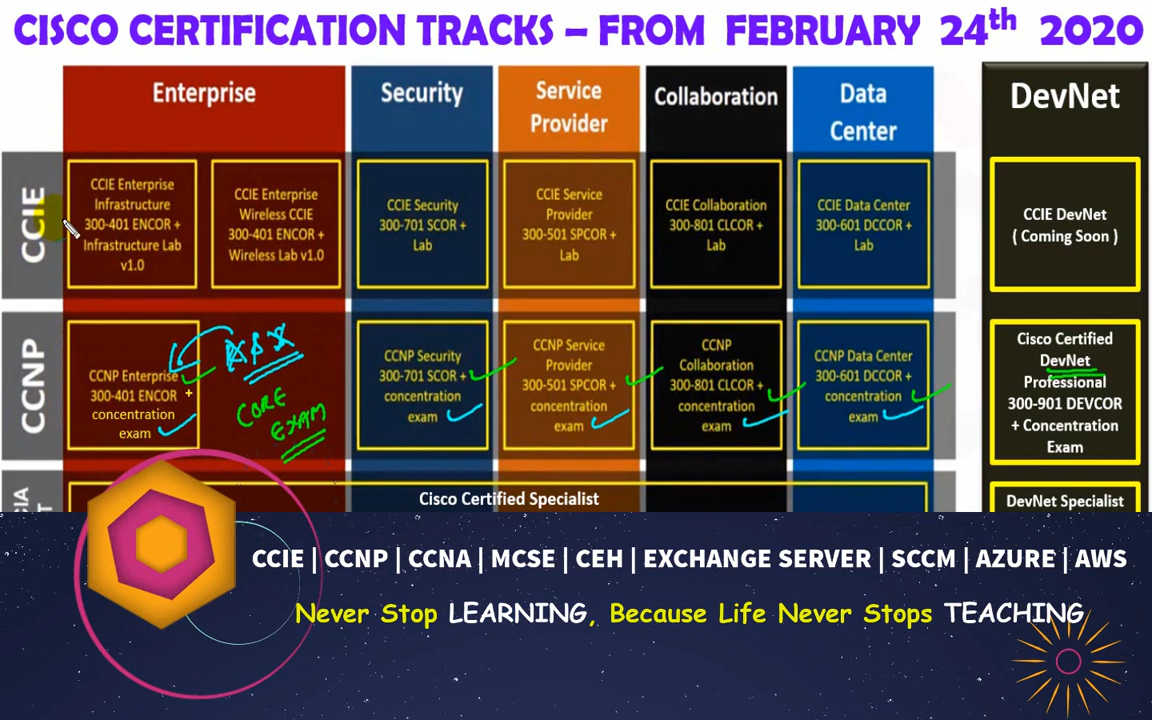 CISCO CERTIFICATION TRACKS – FROM FEBRUARY 24th 2020
Enterprise
Security
Service
Provider
Collaboration
Data
Center
DevNet
CCIE
CCIE Enterprise
Infrastructure
300-401 ENCOR +
Infrastructure Lab
v1.0
CCIE Enterprise
Wireless CCIE
300-401 ENCOR +
Wireless Lab v1.0
CCIE Security
300-701 SCOR +
Lab
CCIE Service
Provider
300-501 SPCOR +
Lab
CCIE Collaboration
300-801 CLCOR +
Lab
CCIE Data Center
300-601 DCCOR +
Lab
CCIE DevNet
( Coming Soon )
CCNP
CCNP Enterprise
300-401 ENCOR +
concentration
exam
CORE
EXAM
CCNP Security
300-701 SCOR +
concentration
exam
CCNP Service
Provider
300-501 SPCOR +
concentration
exam
CCNP
Collaboration
300-801 CLCOR +
concentration
exam
CCNP Data Center
300-601 DCCOR +
concentration
exam
Cisco Certified
DevNet
Professional
300-901 DEVCOR
+ Concentration
Exam
Cisco Certified Specialist
DevNet Specialist
CCIE | CCNP | CCNA | MCSE | CEH | EXCHANGE SERVER | SCCM | AZURE | AWS
Never Stop LEARNING, Because Life Never Stops TEACHING